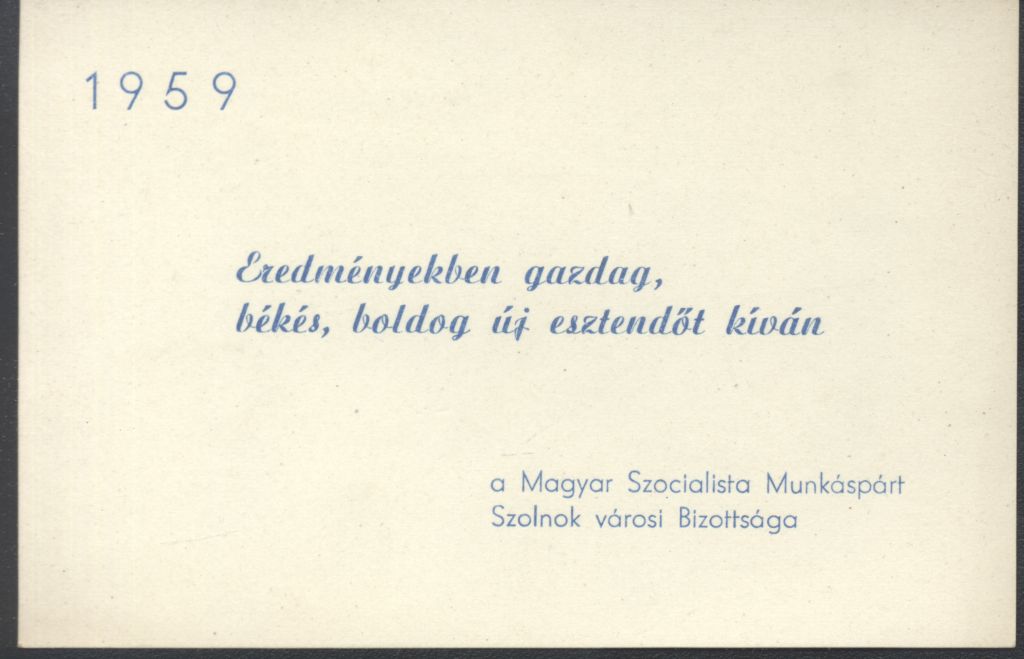 1959
Eredményekben gazdag,
békés, boldog új esztendőt kíván
a Magyar Szocialista Munkáspárt
Szolnok városi Bizottsága